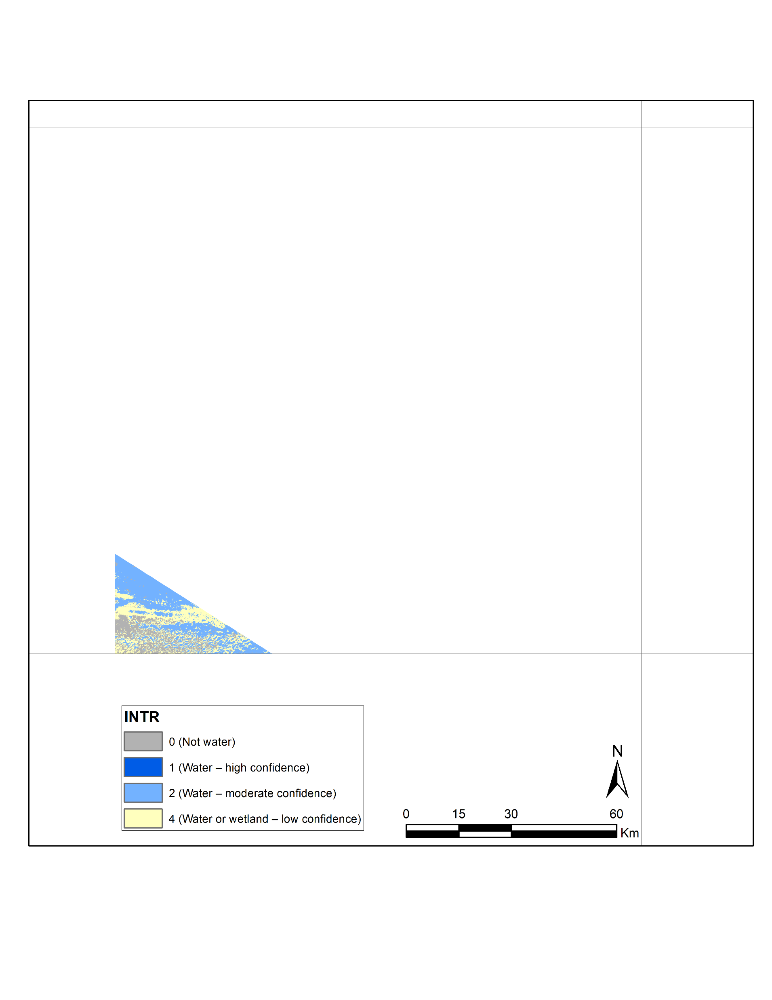 INTR
0 (Not water)
1 (Water – high confidence)
2 (Water – moderate confidence)
4 (Water or wetland – low confidence)
N
0 15 30 60
Km